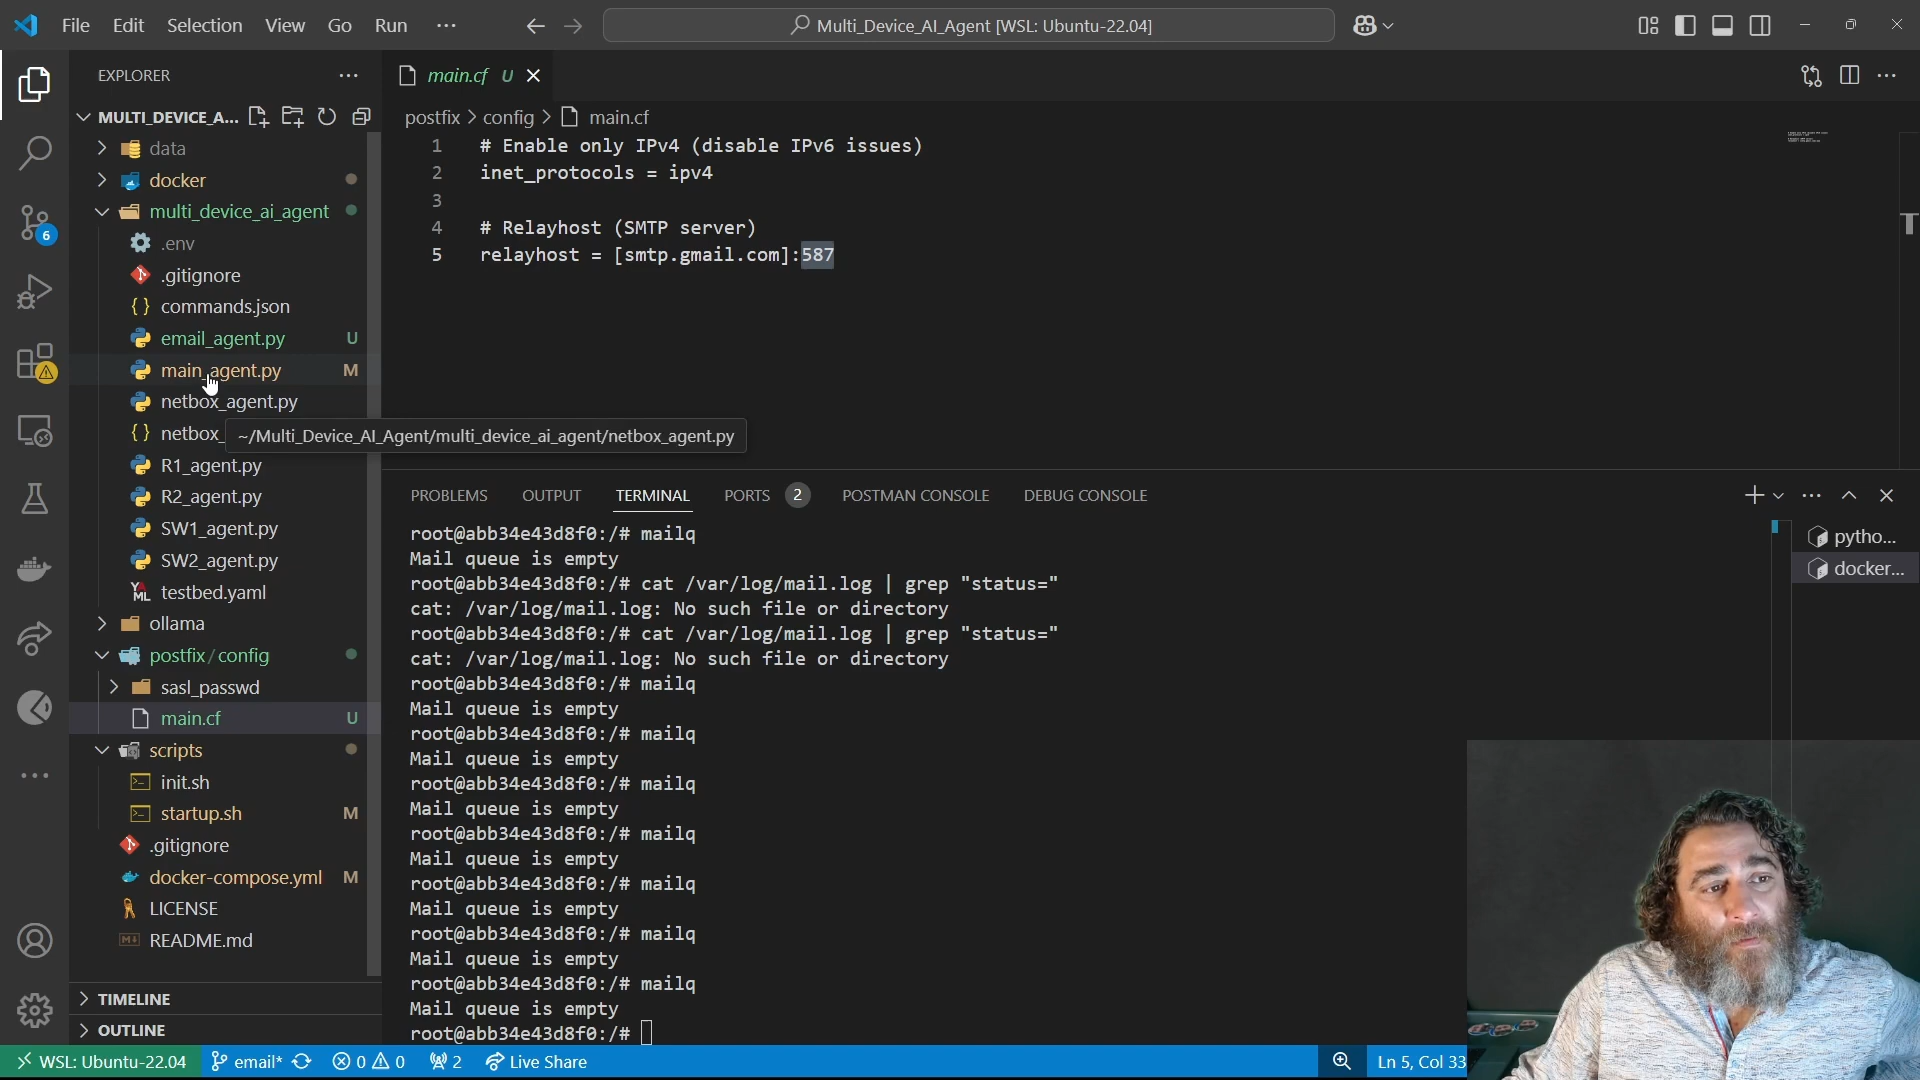 File Edit Selection View Go Run ···
Multi_Device_AI_Agent [WSL: Ubuntu-22.04]
EXPLORER
MULTI_DEVICE_A...
data
docker
multi_device_ai_agent
.env
.gitignore
commands.json
email_agent.py U
main_agent.py M
netbox_agent.py
netbox_
~/Multi_Device_AI_Agent/multi_device_ai_agent/netbox_agent.py
R1_agent.py
R2_agent.py
SW1_agent.py
SW2_agent.py
testbed.yaml
ollama
postfix / config
sasl_passwd
main.cf U
scripts
init.sh
startup.sh M
.gitignore
docker-compose.yml M
LICENSE
README.md
TIMELINE
OUTLINE
6
main.cf U
postfix > config > main.cf
1 # Enable only IPv4 (disable IPv6 issues)
2 inet_protocols = ipv4
3
4 # Relayhost (SMTP server)
5 relayhost = [smtp.gmail.com]:587
PROBLEMS OUTPUT TERMINAL PORTS 2 POSTMAN CONSOLE DEBUG CONSOLE
root@abb34e43d8f0:/# mailq
Mail queue is empty
root@abb34e43d8f0:/# cat /var/log/mail.log | grep "status="
cat: /var/log/mail.log: No such file or directory
root@abb34e43d8f0:/# cat /var/log/mail.log | grep "status="
cat: /var/log/mail.log: No such file or directory
root@abb34e43d8f0:/# mailq
Mail queue is empty
root@abb34e43d8f0:/# mailq
Mail queue is empty
root@abb34e43d8f0:/# mailq
Mail queue is empty
root@abb34e43d8f0:/# mailq
Mail queue is empty
root@abb34e43d8f0:/# mailq
Mail queue is empty
root@abb34e43d8f0:/# mailq
Mail queue is empty
root@abb34e43d8f0:/# mailq
Mail queue is empty
root@abb34e43d8f0:/#
pytho...
docker...
WSL: Ubuntu-22.04 email* 0 0 2 Live Share Ln 5, Col 33